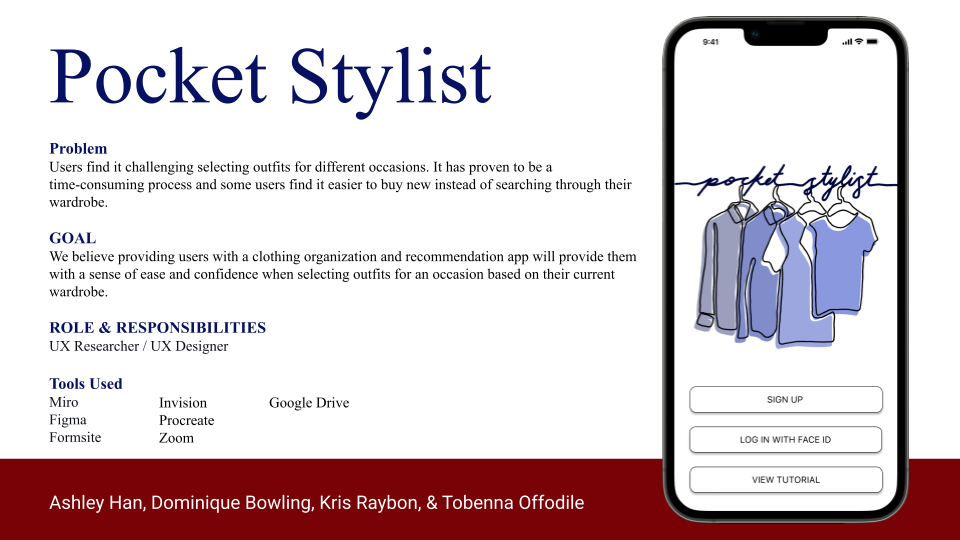 Pocket Stylist
Problem
Users find it challenging selecting outfits for different occasions. It has proven to be a
time-consuming process and some users find it easier to buy new instead of searching through their
wardrobe.
GOAL
We believe providing users with a clothing organization and recommendation app will provide them
with a sense of ease and confidence when selecting outfits for an occasion based on their current
wardrobe.
ROLE & RESPONSIBILITIES
UX Researcher / UX Designer
Tools Used
Miro
Figma
Formsite
Invision
Procreate
Zoom
Google Drive
Ashley Han, Dominique Bowling, Kris Raybon, & Tobenna Offodile
9:41
pocket stylist
SIGN UP
LOG IN WITH FACE ID
VIEW TUTORIAL